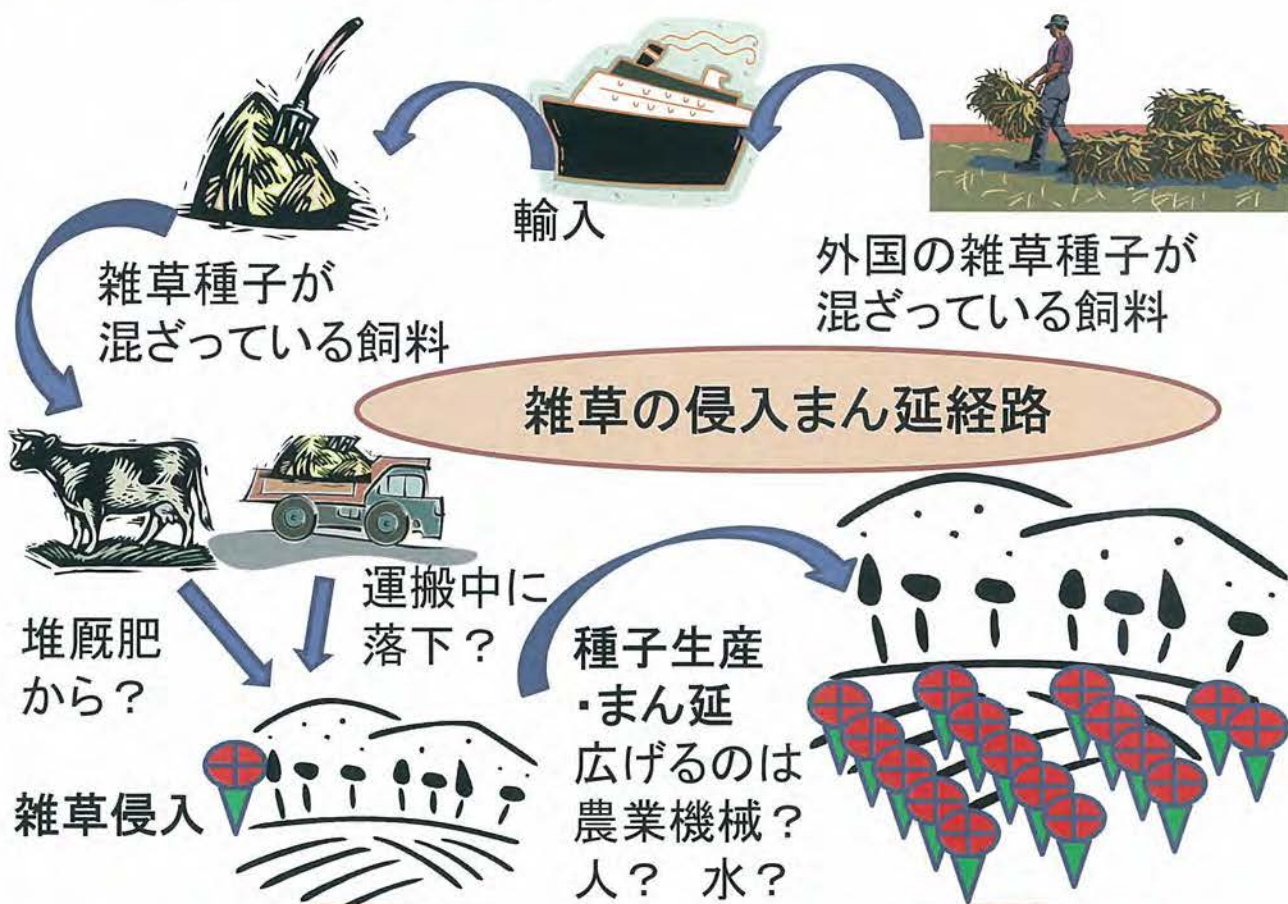 外国の雑草種子が
混ざっている飼料
輸入
雑草種子が
混ざっている飼料
雑草の侵入まん延経路
堆厩肥
から?
運搬中に
落下?
雑草侵入
種子生産
・まん延
広げるのは
農業機械?
人? 水?